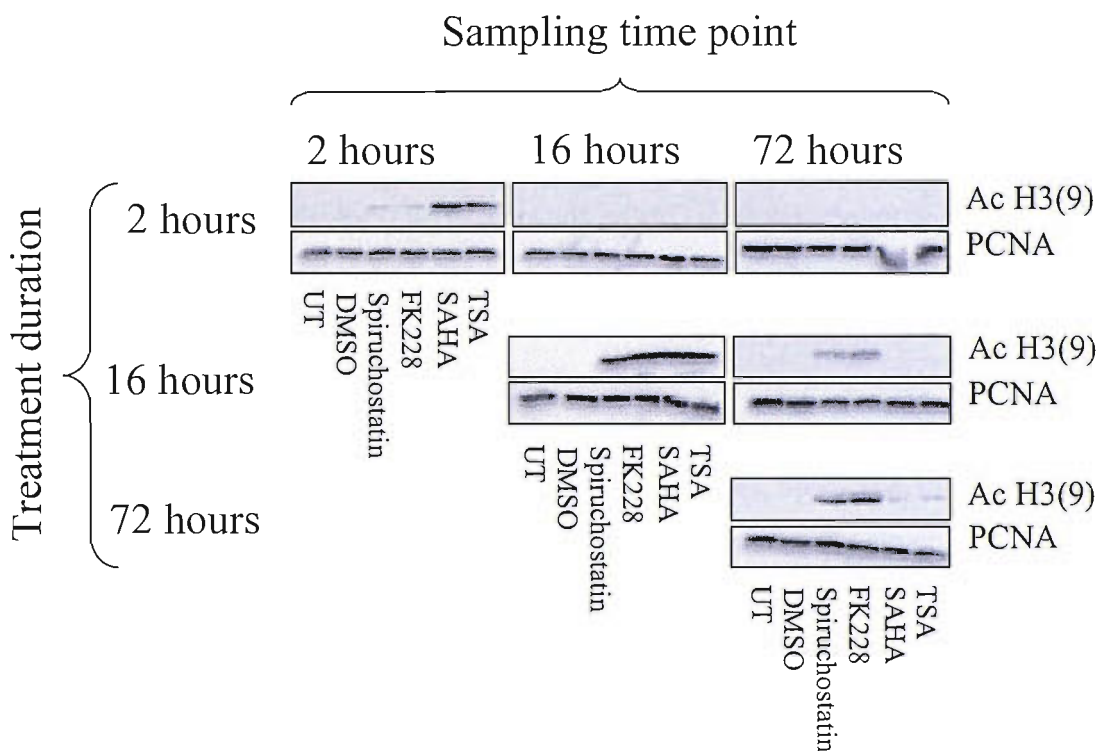 Sampling time point
2 hours 16 hours 72 hours
Treatment duration
2 hours
Ac H3(9)
PCNA
UT
DMSO
Spiruchostatin
FK228
SAHA
TSA
16 hours
Ac H3(9)
PCNA
UT
DMSO
Spiruchostatin
FK228
SAHA
TSA
72 hours
Ac H3(9)
PCNA
UT
DMSO
Spiruchostatin
FK228
SAHA
TSA